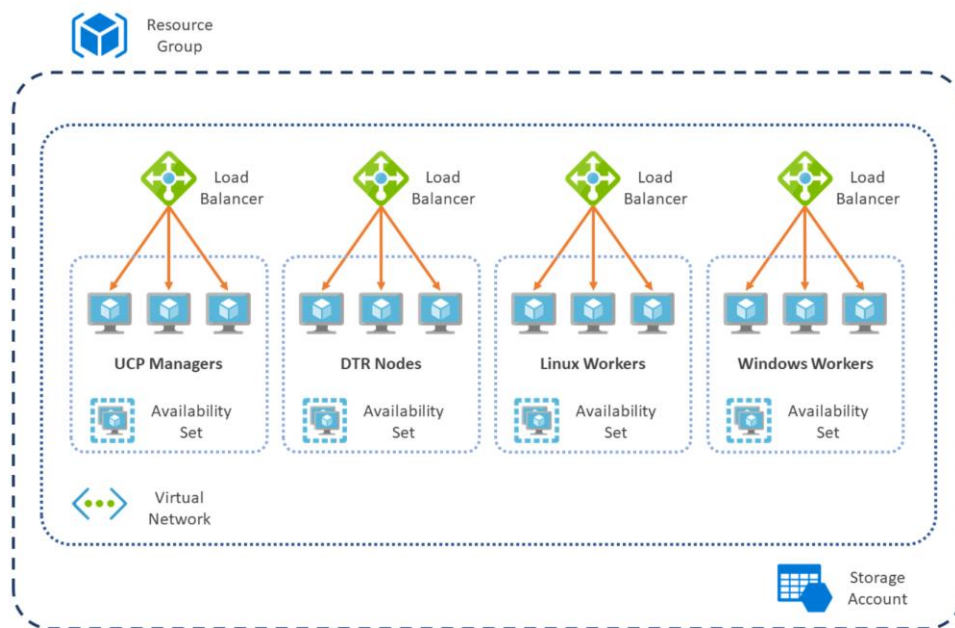 Resource
Group
Load
Balancer
Load
Balancer
Load
Balancer
Load
Balancer
UCP Managers
DTR Nodes
Linux Workers
Windows Workers
Availability
Set
Availability
Set
Availability
Set
Availability
Set
Virtual
Network
Storage
Account